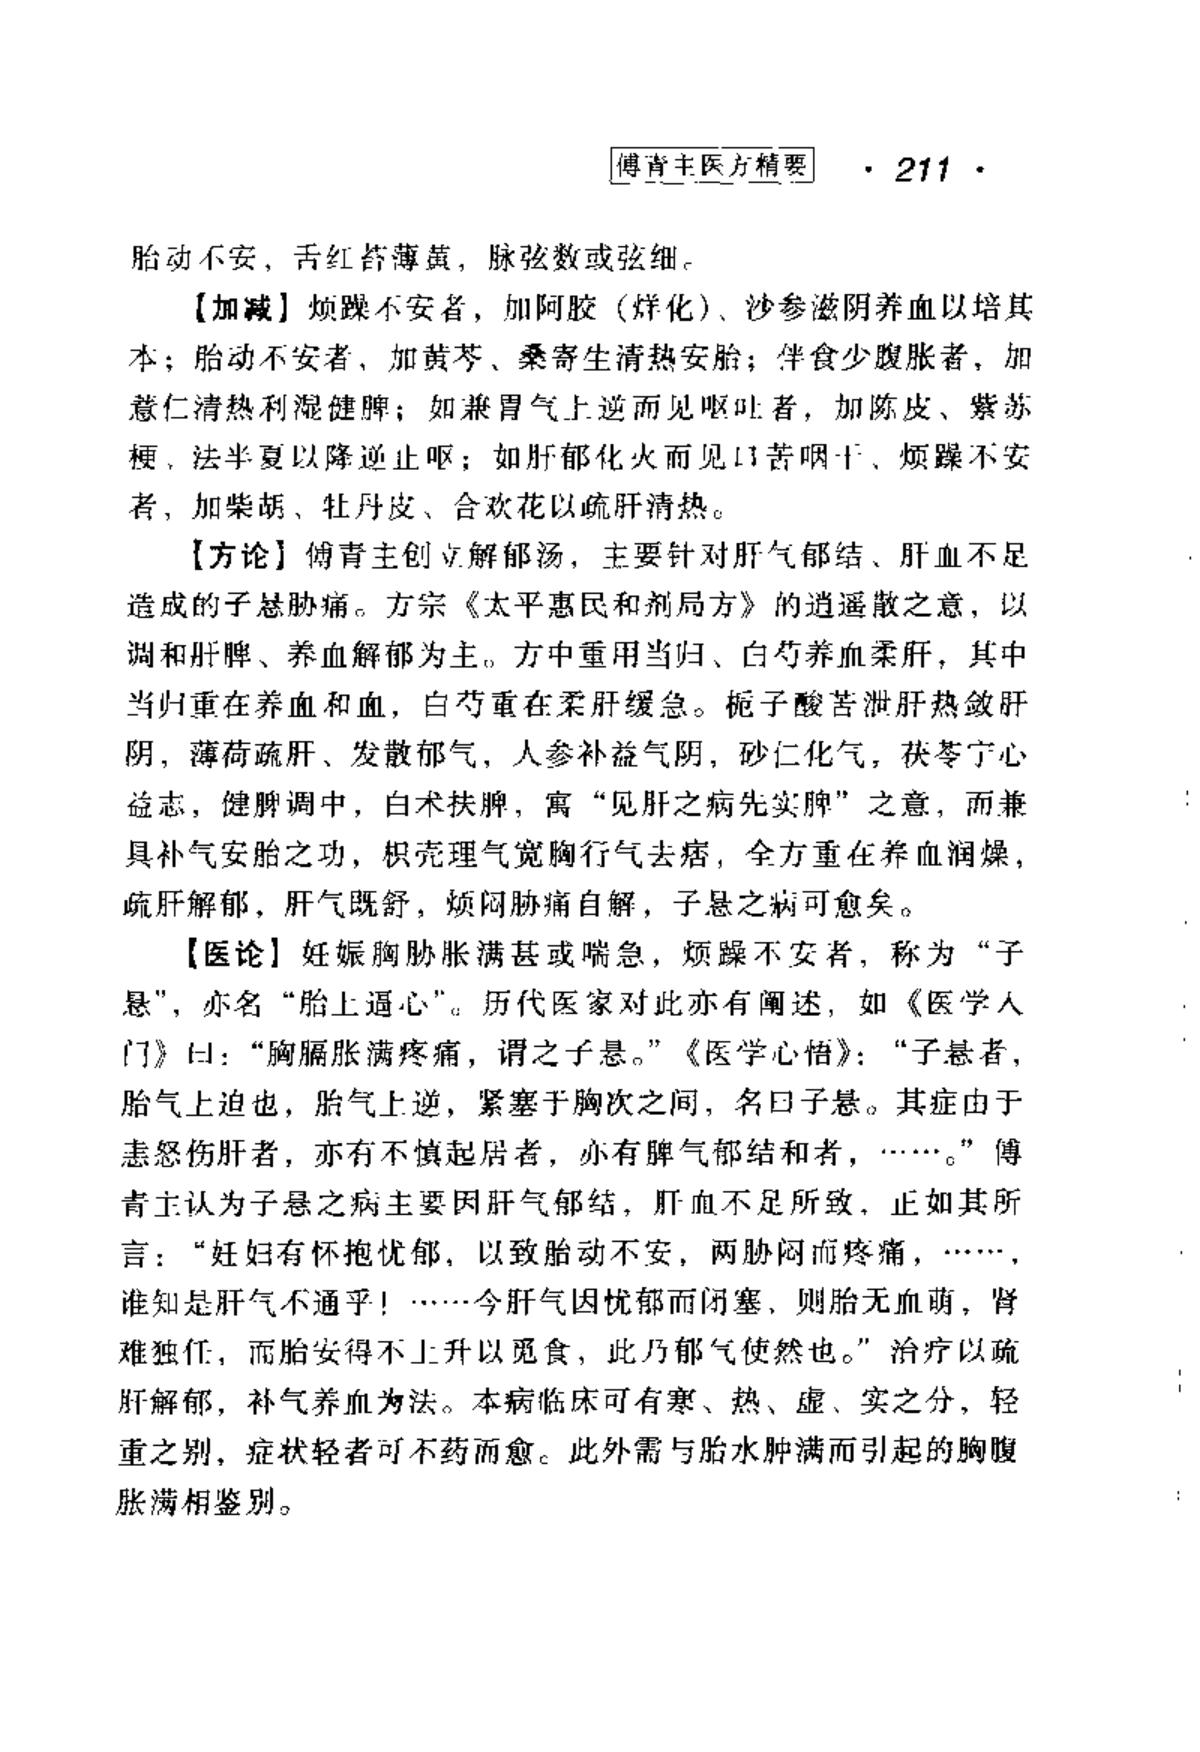 傅青主医方精要 · 211 ·
胎动不安，舌红苔薄黄，脉弦数或弦细。
【加减】烦躁不安者，加阿胶（烊化）、沙参滋阴养血以培其
本；胎动不安者，加黄芩、桑寄生清热安胎；伴食少腹胀者，加
薏仁清热利湿健脾；如兼胃气上逆而见呕吐者，加陈皮、紫苏
梗、法半夏以降逆止呕；如肝郁化火而见口苦咽干、烦躁不安
者，加柴胡、牡丹皮、合欢花以疏肝清热。
【方论】傅青主创立解郁汤，主要针对肝气郁结、肝血不足
造成的子悬胁痛。方宗《太平惠民和剂局方》的逍遥散之意，以
调和肝脾、养血解郁为主。方中重用当归、白芍养血柔肝，其中
当归重在养血和血，白芍重在柔肝缓急。栀子酸苦泄肝热敛肝
阴，薄荷疏肝、发散郁气，人参补益气阴，砂仁化气，茯苓宁心
益志，健脾调中，白术扶脾，寓“见肝之病先实脾”之意，而兼
具补气安胎之功，枳壳理气宽胸行气去痞，全方重在养血润燥，
疏肝解郁，肝气既舒，烦闷胁痛自解，子悬之病可愈矣。
【医论】妊娠胸胁胀满甚或喘急，烦躁不安者，称为“子
悬”，亦名“胎上逼心”。历代医家对此亦有阐述，如《医学入
门》曰：“胸膈胀满疼痛，谓之子悬。”《医学心悟》：“子悬者，
胎气上迫也，胎气上逆，紧塞于胸次之间，名曰子悬。其症由于
恚怒伤肝者，亦有不慎起居者，亦有脾气郁结和者，……。”傅
青主认为子悬之病主要因肝气郁结，肝血不足所致，正如其所
言：“妊妇有怀抱忧郁，以致胎动不安，两胁闷而疼痛，……，
谁知是肝气不通乎！……今肝气因忧郁而闭塞，则胎无血萌，肾
难独任，而胎安得不上升以觅食，此乃郁气使然也。”治疗以疏
肝解郁，补气养血为法。本病临床可有寒、热、虚、实之分，轻
重之别，症状轻者可不药而愈。此外需与胎水肿满而引起的胸腹
胀满相鉴别。